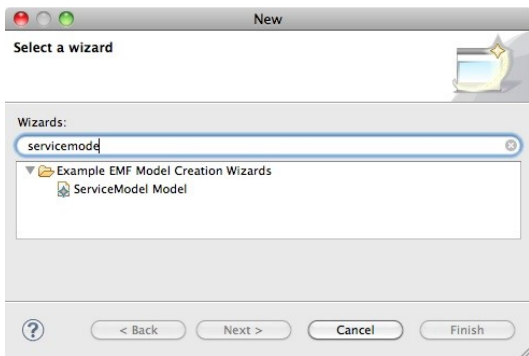 New
Select a wizard
Wizards:
servicemode
Example EMF Model Creation Wizards
ServiceModel Model
?
< Back Next > Cancel Finish